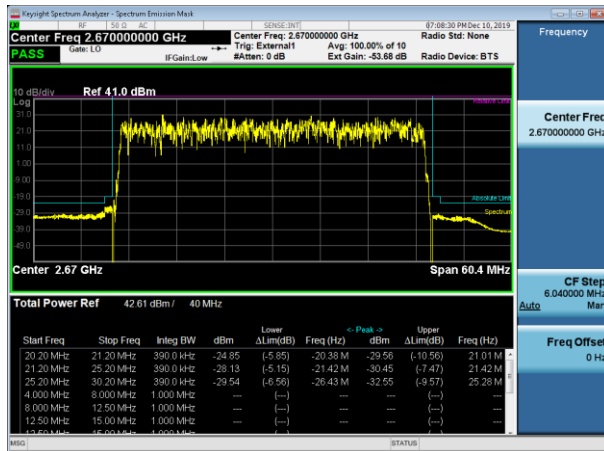 Keysight Spectrum Analyzer - Spectrum Emission Mask
LXI RF 50 Ω AC SENSE:INT 07:08:30 PM Dec 10, 2019
Center Freq 2.670000000 GHz Center Freq: 2.670000000 GHz Radio Std: None Frequency
PASS Gate: LO IFGain:Low Trig: External1 Avg: 100.00% of 10
#Atten: 0 dB Ext Gain: -53.68 dB Radio Device: BTS
10 dB/div Ref 41.0 dBm
Log
31.0
21.0
11.0
1.00
-9.00
-19.0
-29.0
-39.0
-49.0
Absolute Limit
Spectrum
Center 2.67 GHz Span 60.4 MHz
Center Freq
2.670000000 GHz
CF Step
6.040000 MHz
Auto Man
Freq Offset
0 Hz
Total Power Ref 42.61 dBm / 40 MHz
Lower <- Peak -> Upper
Start Freq Stop Freq Integ BW dBm ΔLim(dB) Freq (Hz) dBm ΔLim(dB) Freq (Hz)
20.20 MHz 21.20 MHz 390.0 kHz -24.85 (-5.85) -20.38 M -29.56 (-10.56) 21.01 M
21.20 MHz 25.20 MHz 390.0 kHz -28.13 (-5.15) -21.42 M -30.45 (-7.47) 21.42 M
25.20 MHz 30.20 MHz 390.0 kHz -29.54 (-6.56) -26.43 M -32.55 (-9.57) 25.28 M
4.000 MHz 8.000 MHz 1.000 MHz --- (---) --- --- (---) ---
8.000 MHz 12.50 MHz 1.000 MHz --- (---) --- --- (---) ---
12.50 MHz 15.00 MHz 1.000 MHz --- (---) --- --- (---) ---
MSG STATUS